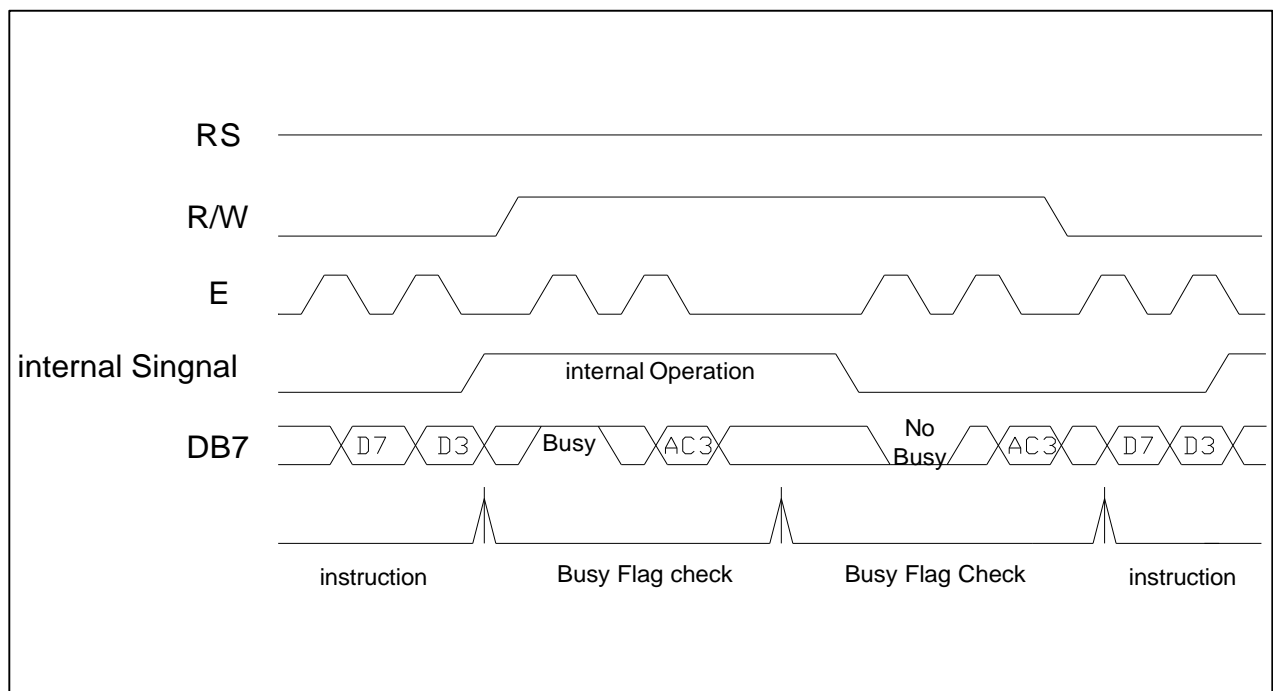 RS
R/W
E
internal Singnal
internal Operation
DB7
D7 D3 Busy AC3 No Busy AC3 D7 D3
instruction Busy Flag check Busy Flag Check instruction